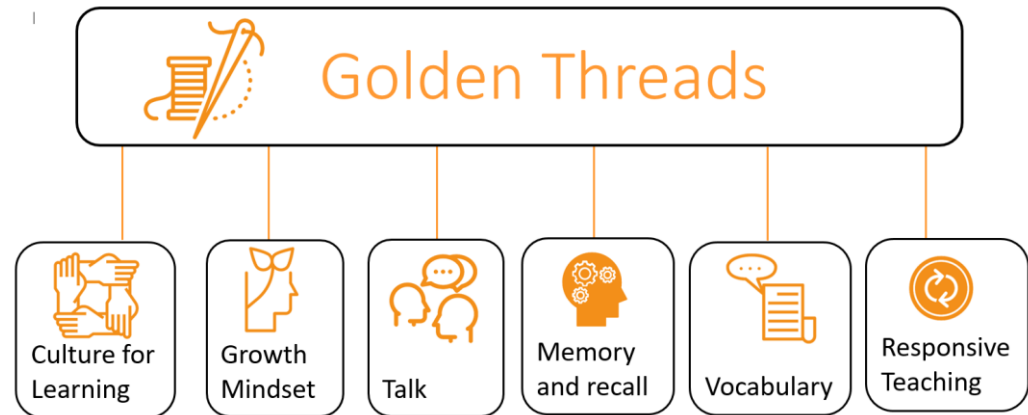 Golden Threads
Culture for
Learning
Growth
Mindset
Talk
Memory
and recall
Vocabulary
Responsive
Teaching